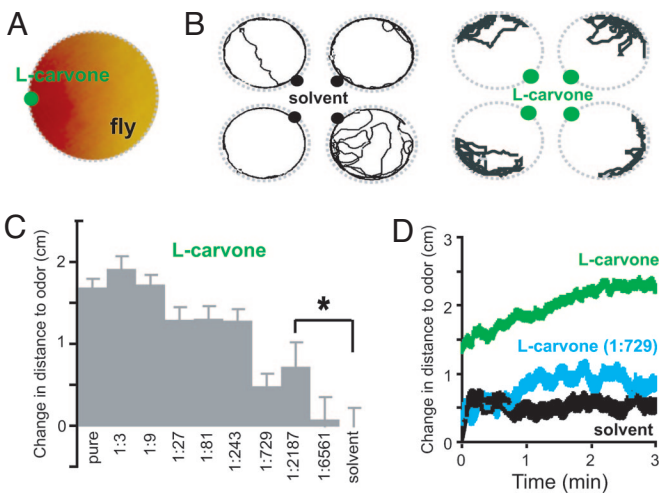 A
L-carvone
fly
B
solvent
L-carvone
C
L-carvone
*
Change in distance to odor (cm)
2
1
0
pure
1:3
1:9
1:27
1:81
1:243
1:729
1:2187
1:6561
solvent
D
Change in distance to odor (cm)
3
2
1
0
L-carvone
L-carvone (1:729)
solvent
0
1
2
3
Time (min)